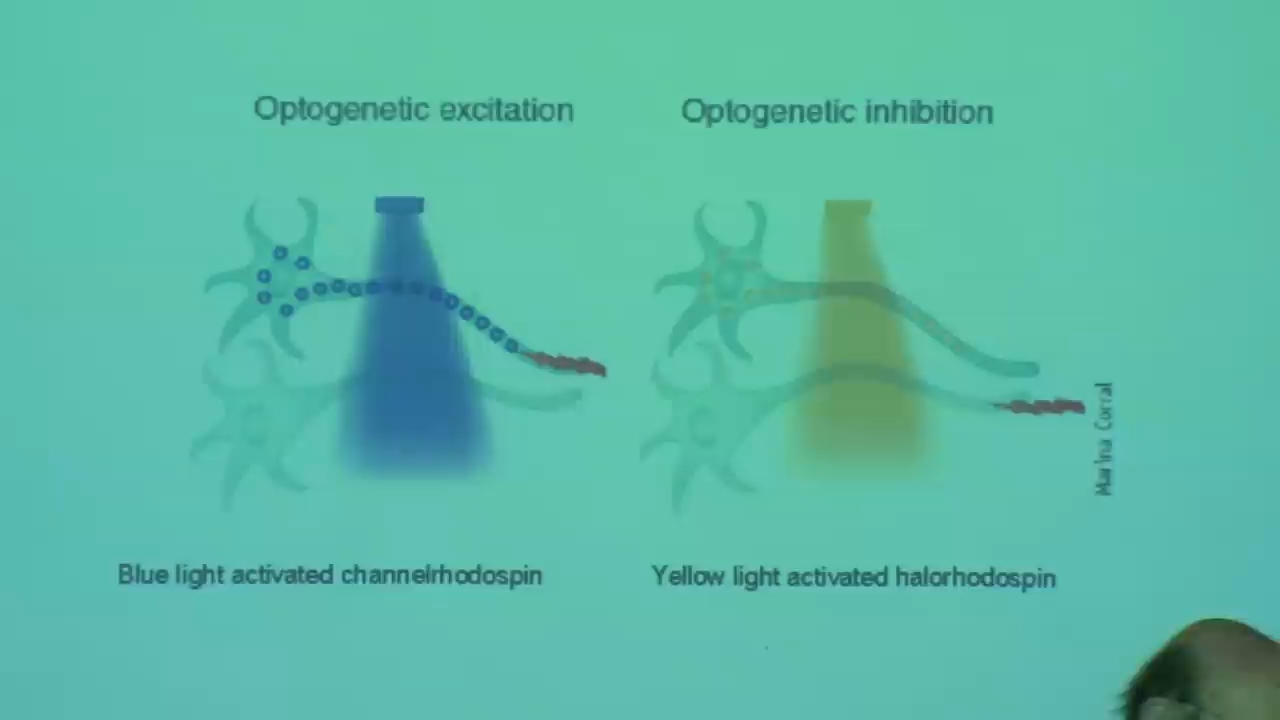 Optogenetic excitation
Optogenetic inhibition
Marina Corral
Blue light activated channelrhodospin
Yellow light activated halorhodospin